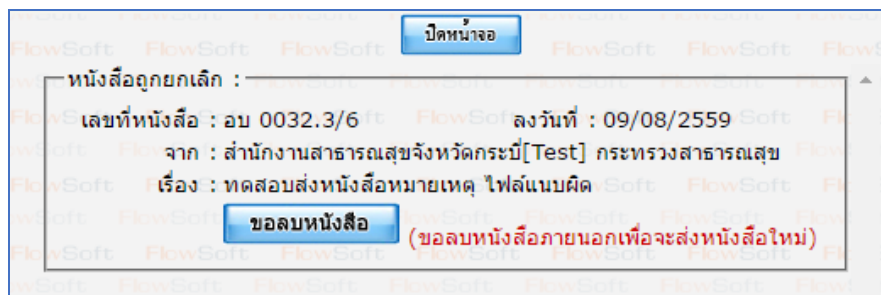 ปิดหน้าจอ
หนังสือถูกยกเลิก :
เลขที่หนังสือ : อบ 0032.3/6 ลงวันที่ : 09/08/2559
จาก : สำนักงานสาธารณสุขจังหวัดกระบี่[Test] กระทรวงสาธารณสุข
เรื่อง : ทดสอบส่งหนังสือหมายเหตุ ไฟล์แนบผิด
ขอลบหนังสือ (ขอลบหนังสือภายนอกเพื่อจะส่งหนังสือใหม่)